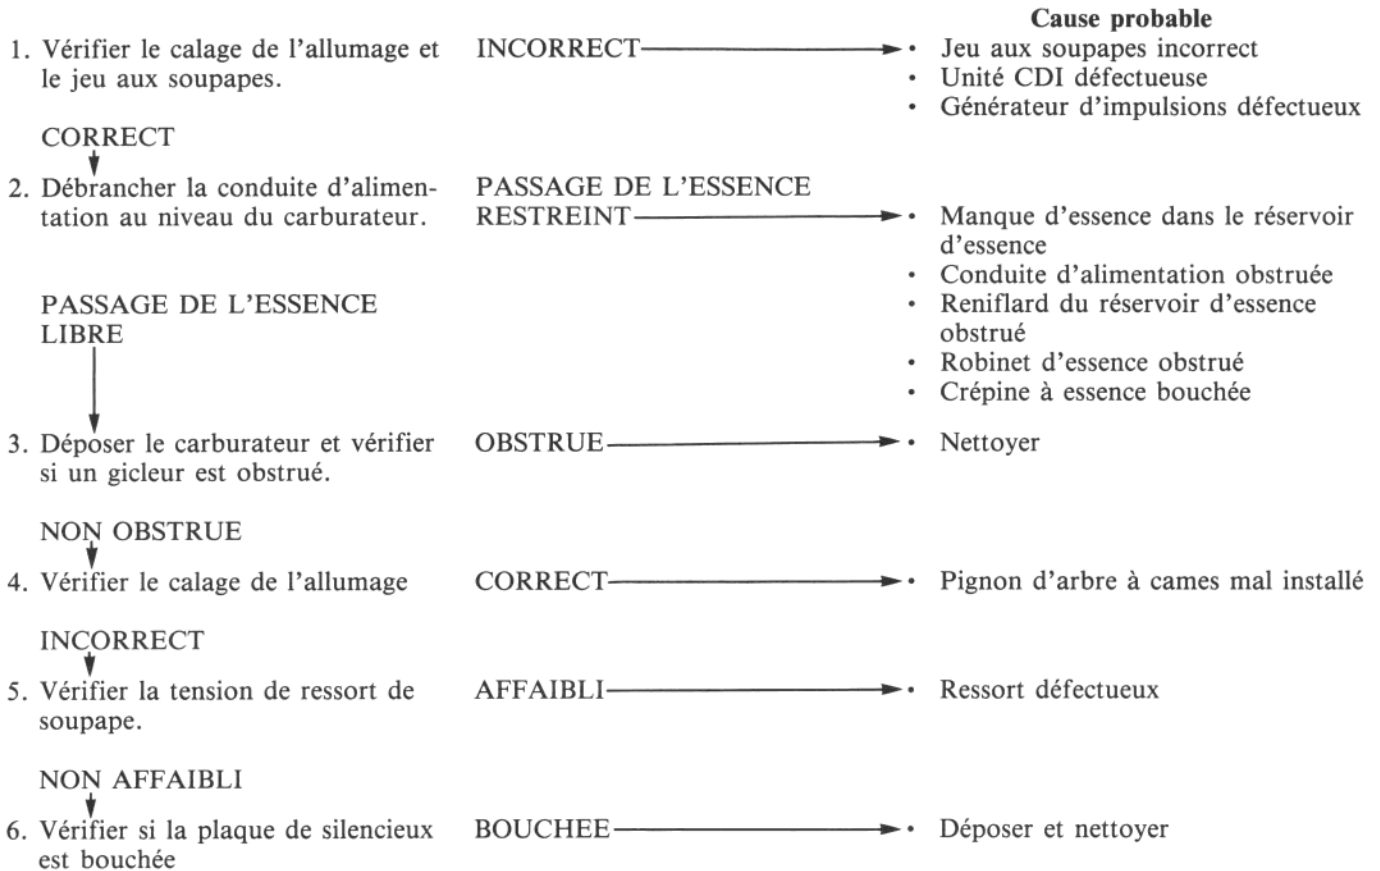 Cause probable
1. Vérifier le calage de l'allumage et
le jeu aux soupapes.
INCORRECT
• Jeu aux soupapes incorrect
• Unité CDI défectueuse
• Générateur d'impulsions défectueux
CORRECT
2. Débrancher la conduite d'alimen-
tation au niveau du carburateur.
PASSAGE DE L'ESSENCE
RESTREINT
• Manque d'essence dans le réservoir
d'essence
• Conduite d'alimentation obstruée
• Reniflard du réservoir d'essence
obstrué
• Robinet d'essence obstrué
• Crépine à essence bouchée
PASSAGE DE L'ESSENCE
LIBRE
3. Déposer le carburateur et vérifier
si un gicleur est obstrué.
OBSTRUE
• Nettoyer
NON OBSTRUE
4. Vérifier le calage de l'allumage
CORRECT
• Pignon d'arbre à cames mal installé
INCORRECT
5. Vérifier la tension de ressort de
soupape.
AFFAIBLI
• Ressort défectueux
NON AFFAIBLI
6. Vérifier si la plaque de silencieux
est bouchée
BOUCHEE
• Déposer et nettoyer